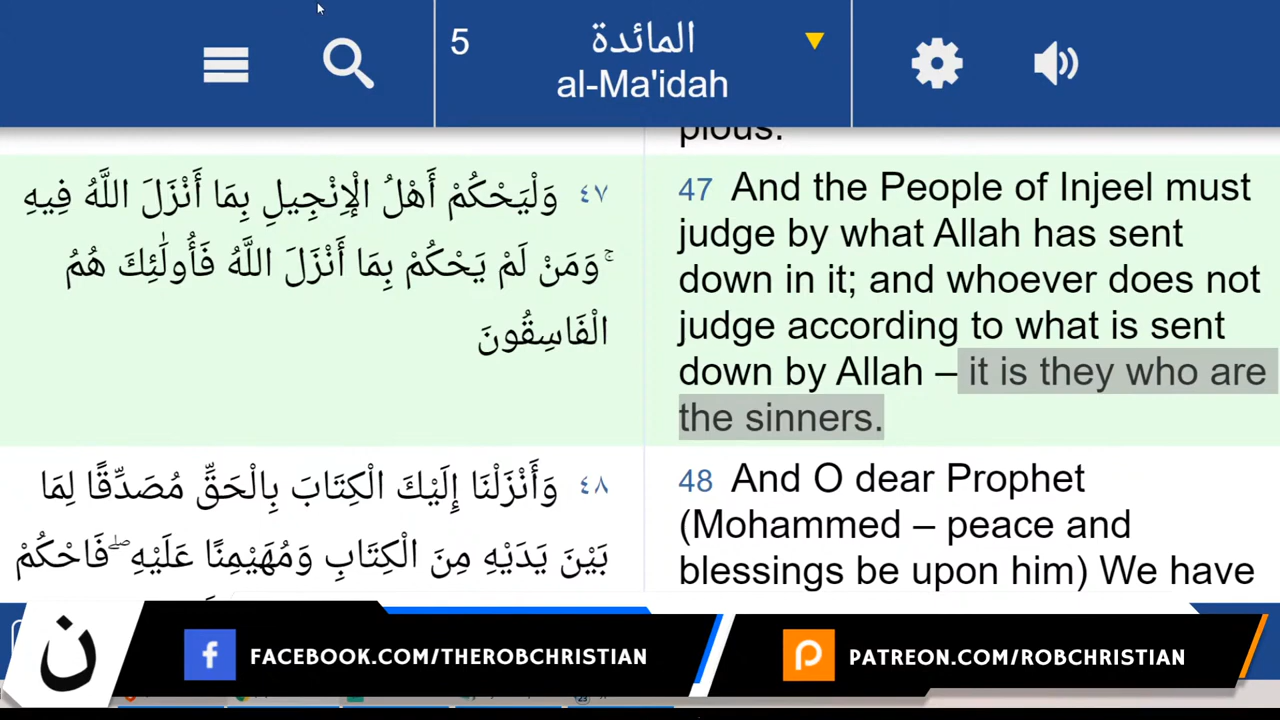 5
المائدة
al-Ma'idah
pious.
٤٧ وَلْيَحْكُمْ أَهْلُ الْإِنْجِيلِ بِمَا أَنْزَلَ اللَّهُ فِيهِ
ۚ وَمَنْ لَمْ يَحْكُمْ بِمَا أَنْزَلَ اللَّهُ فَأُولَٰئِكَ هُمُ
الْفَاسِقُونَ
47 And the People of Injeel must
judge by what Allah has sent
down in it; and whoever does not
judge according to what is sent
down by Allah – it is they who are
the sinners.
٤٨ وَأَنْزَلْنَا إِلَيْكَ الْكِتَابَ بِالْحَقِّ مُصَدِّقًا لِمَا
بَيْنَ يَدَيْهِ مِنَ الْكِتَابِ وَمُهَيْمِنًا عَلَيْهِ ۖ فَاحْكُمْ
48 And O dear Prophet
(Mohammed – peace and
blessings be upon him) We have
ن
FACEBOOK.COM/THEROBCHRISTIAN
PATREON.COM/ROBCHRISTIAN